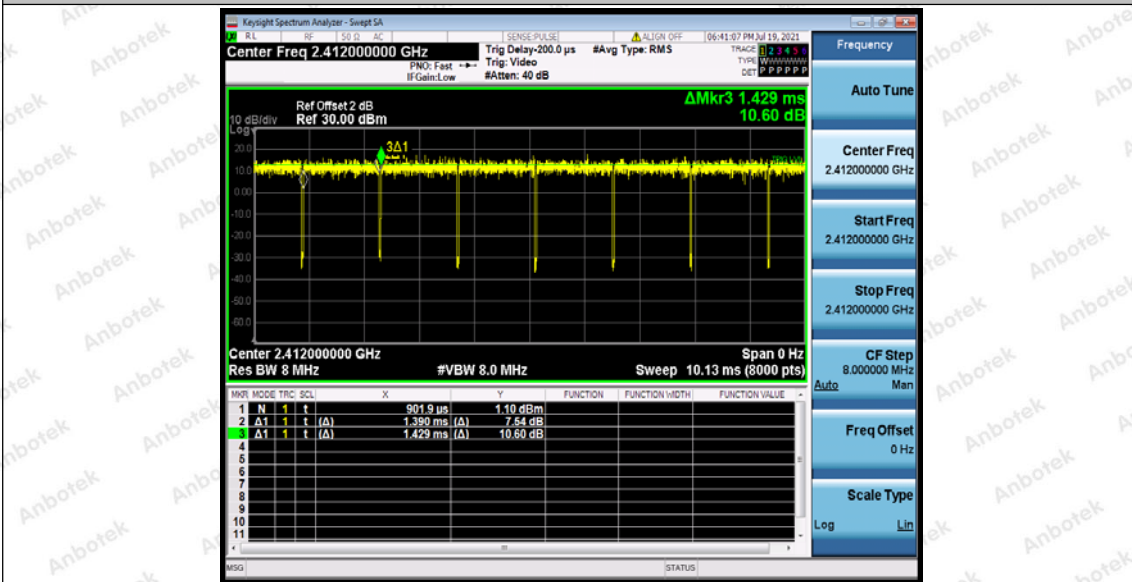 Keysight Spectrum Analyzer - Swept SA
RL RF 50 Ω AC SENSE:PULSE ALIGN OFF 06:41:07 PM Jul 19, 2021
Center Freq 2.412000000 GHz
PNO: Fast
IFGain:Low
Trig Delay-200.0 µs
Trig: Video
#Atten: 40 dB
#Avg Type: RMS
TRACE 1 2 3 4 5 6
TYPE WWWWWW
DET P P P P P P
Ref Offset 2 dB
10 dB/div Ref 30.00 dBm
Log
ΔMkr3 1.429 ms
10.60 dB
3Δ1
20.0
10.0
0.00
-10.0
-20.0
-30.0
-40.0
-50.0
-60.0
Center 2.412000000 GHz Span 0 Hz
Res BW 8 MHz #VBW 8.0 MHz Sweep 10.13 ms (8000 pts)
MKR MODE TRC SCL X Y FUNCTION FUNCTION WIDTH FUNCTION VALUE
1 N 1 t 901.9 µs 1.10 dBm
2 Δ1 1 t (Δ) 1.390 ms (Δ) 7.54 dB
3 Δ1 1 t (Δ) 1.429 ms (Δ) 10.60 dB
4
5
6
7
8
9
10
11
MSG STATUS
Frequency
Auto Tune
Center Freq
2.412000000 GHz
Start Freq
2.412000000 GHz
Stop Freq
2.412000000 GHz
CF Step
8.000000 MHz
Auto Man
Freq Offset
0 Hz
Scale Type
Log Lin
Anbotek